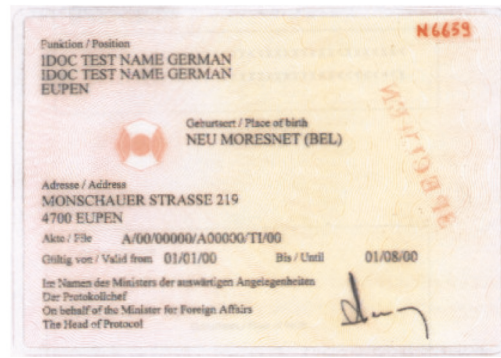 N6659
Funktion / Position
IDOC TEST NAME GERMAN
IDOC TEST NAME GERMAN
EUPEN
Geburtsort / Place of birth
NEU MORESNET (BEL)
SPECIMEN
Adresse / Address
MONSCHAUER STRASSE 219
4700 EUPEN
Akte / File A/00/00000/A00000/TI/00
Gültig von / Valid from 01/01/00 Bis / Until 01/08/00
Im Namen des Ministers der auswärtigen Angelegenheiten
Der Protokollchef
On behalf of the Minister for Foreign Affairs
The Head of Protocol